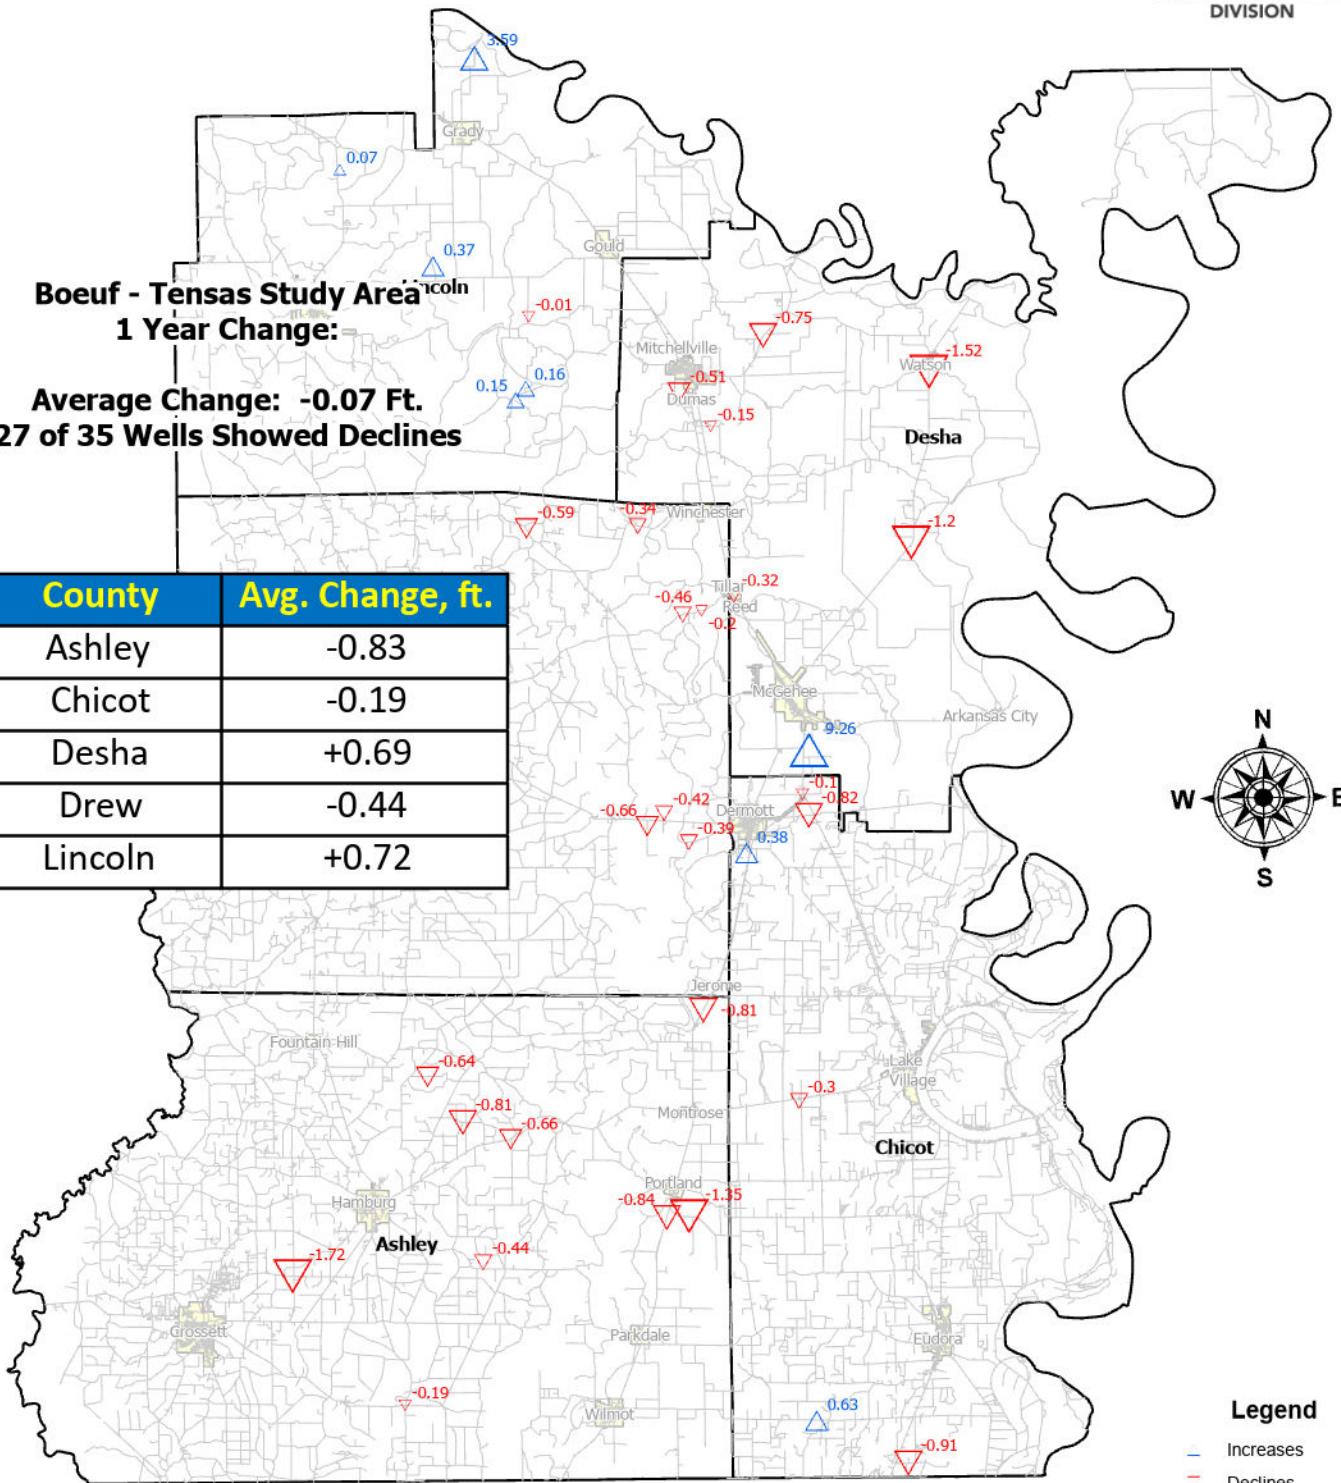 DIVISION
3.59
Grady
0.07
Gould
0.37
Lincoln
Boeuf - Tensas Study Area
1 Year Change:
Average Change: -0.07 Ft.
27 of 35 Wells Showed Declines
-0.01
0.16
0.15
-0.75
Mitchellville
-1.52
Watson
-0.51
Dumas
-0.15
Desha
-0.59
-0.34
Winchester
-1.2
Tillar
-0.32
-0.46
Reed
-0.2
County Avg. Change, ft.
Ashley -0.83
Chicot -0.19
Desha +0.69
Drew -0.44
Lincoln +0.72
McGehee
Arkansas City
9.26
-0.1
-0.82
-0.42
-0.66
Dermott
-0.39
0.38
N
W
E
S
Jerome
-0.81
Fountain Hill
-0.64
-0.81
-0.66
Montrose
-0.3
Lake
Village
Chicot
Portland
-0.84
-1.35
Hamburg
Ashley
-0.44
-1.72
Crossett
Parkdale
Eudora
-0.19
Wilmot
0.63
-0.91
Legend
Increases
Declines